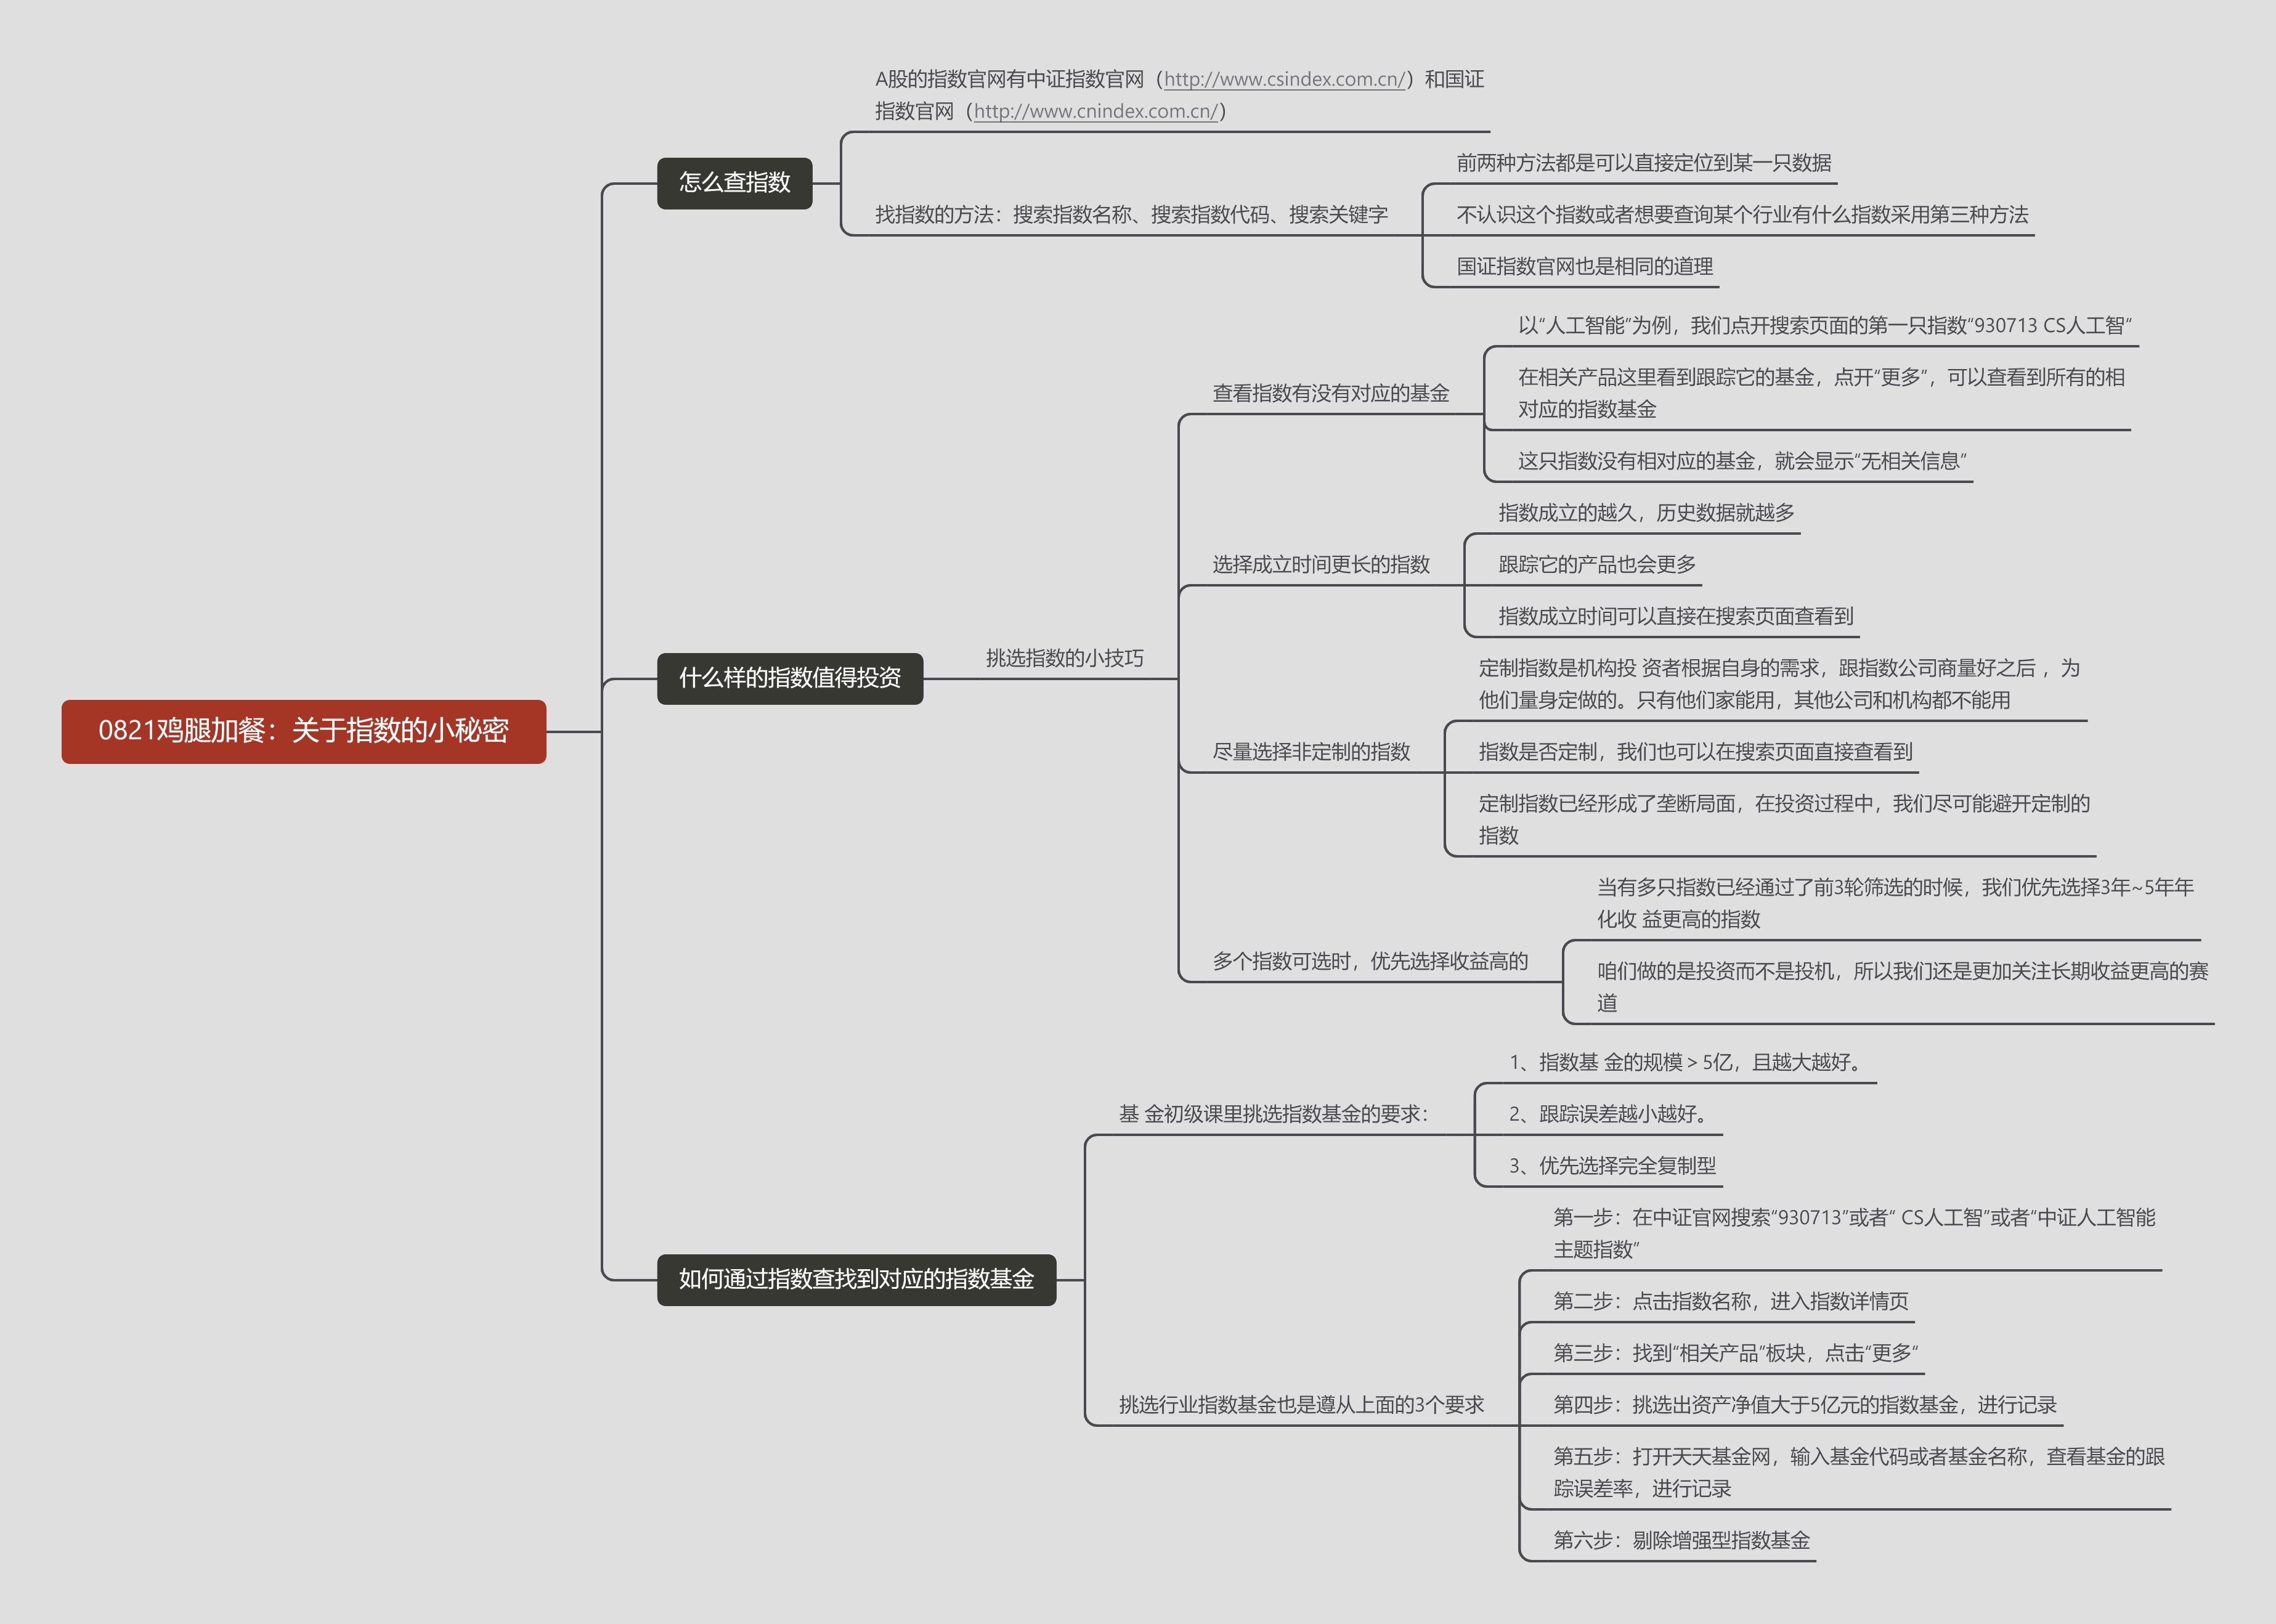 0821鸡腿加餐：关于指数的小秘密
怎么查指数
A股的指数官网有中证指数官网（http://www.csindex.com.cn/）和国证
指数官网（http://www.cnindex.com.cn/）
找指数的方法：搜索指数名称、搜索指数代码、搜索关键字
前两种方法都是可以直接定位到某一只数据
不认识这个指数或者想要查询某个行业有什么指数采用第三种方法
国证指数官网也是相同的道理
什么样的指数值得投资
挑选指数的小技巧
查看指数有没有对应的基金
以“人工智能”为例，我们点开搜索页面的第一只指数“930713 CS人工智”
在相关产品这里看到跟踪它的基金，点开“更多”，可以查看到所有的相
对应的指数基金
这只指数没有相对应的基金，就会显示“无相关信息”
选择成立时间更长的指数
指数成立的越久，历史数据就越多
跟踪它的产品也会更多
指数成立时间可以直接在搜索页面查看到
尽量选择非定制的指数
定制指数是机构投 资者根据自身的需求，跟指数公司商量好之后 ，为
他们量身定做的。只有他们家能用，其他公司和机构都不能用
指数是否定制，我们也可以在搜索页面直接查看到
定制指数已经形成了垄断局面，在投资过程中，我们尽可能避开定制的
指数
多个指数可选时，优先选择收益高的
当有多只指数已经通过了前3轮筛选的时候，我们优先选择3年~5年年
化收 益更高的指数
咱们做的是投资而不是投机，所以我们还是更加关注长期收益更高的赛
道
如何通过指数查找到对应的指数基金
基 金初级课里挑选指数基金的要求：
1、指数基 金的规模＞5亿，且越大越好。
2、跟踪误差越小越好。
3、优先选择完全复制型
挑选行业指数基金也是遵从上面的3个要求
第一步：在中证官网搜索“930713”或者“ CS人工智”或者“中证人工智能
主题指数”
第二步：点击指数名称，进入指数详情页
第三步：找到“相关产品”板块，点击“更多“
第四步：挑选出资产净值大于5亿元的指数基金，进行记录
第五步：打开天天基金网，输入基金代码或者基金名称，查看基金的跟
踪误差率，进行记录
第六步：剔除增强型指数基金